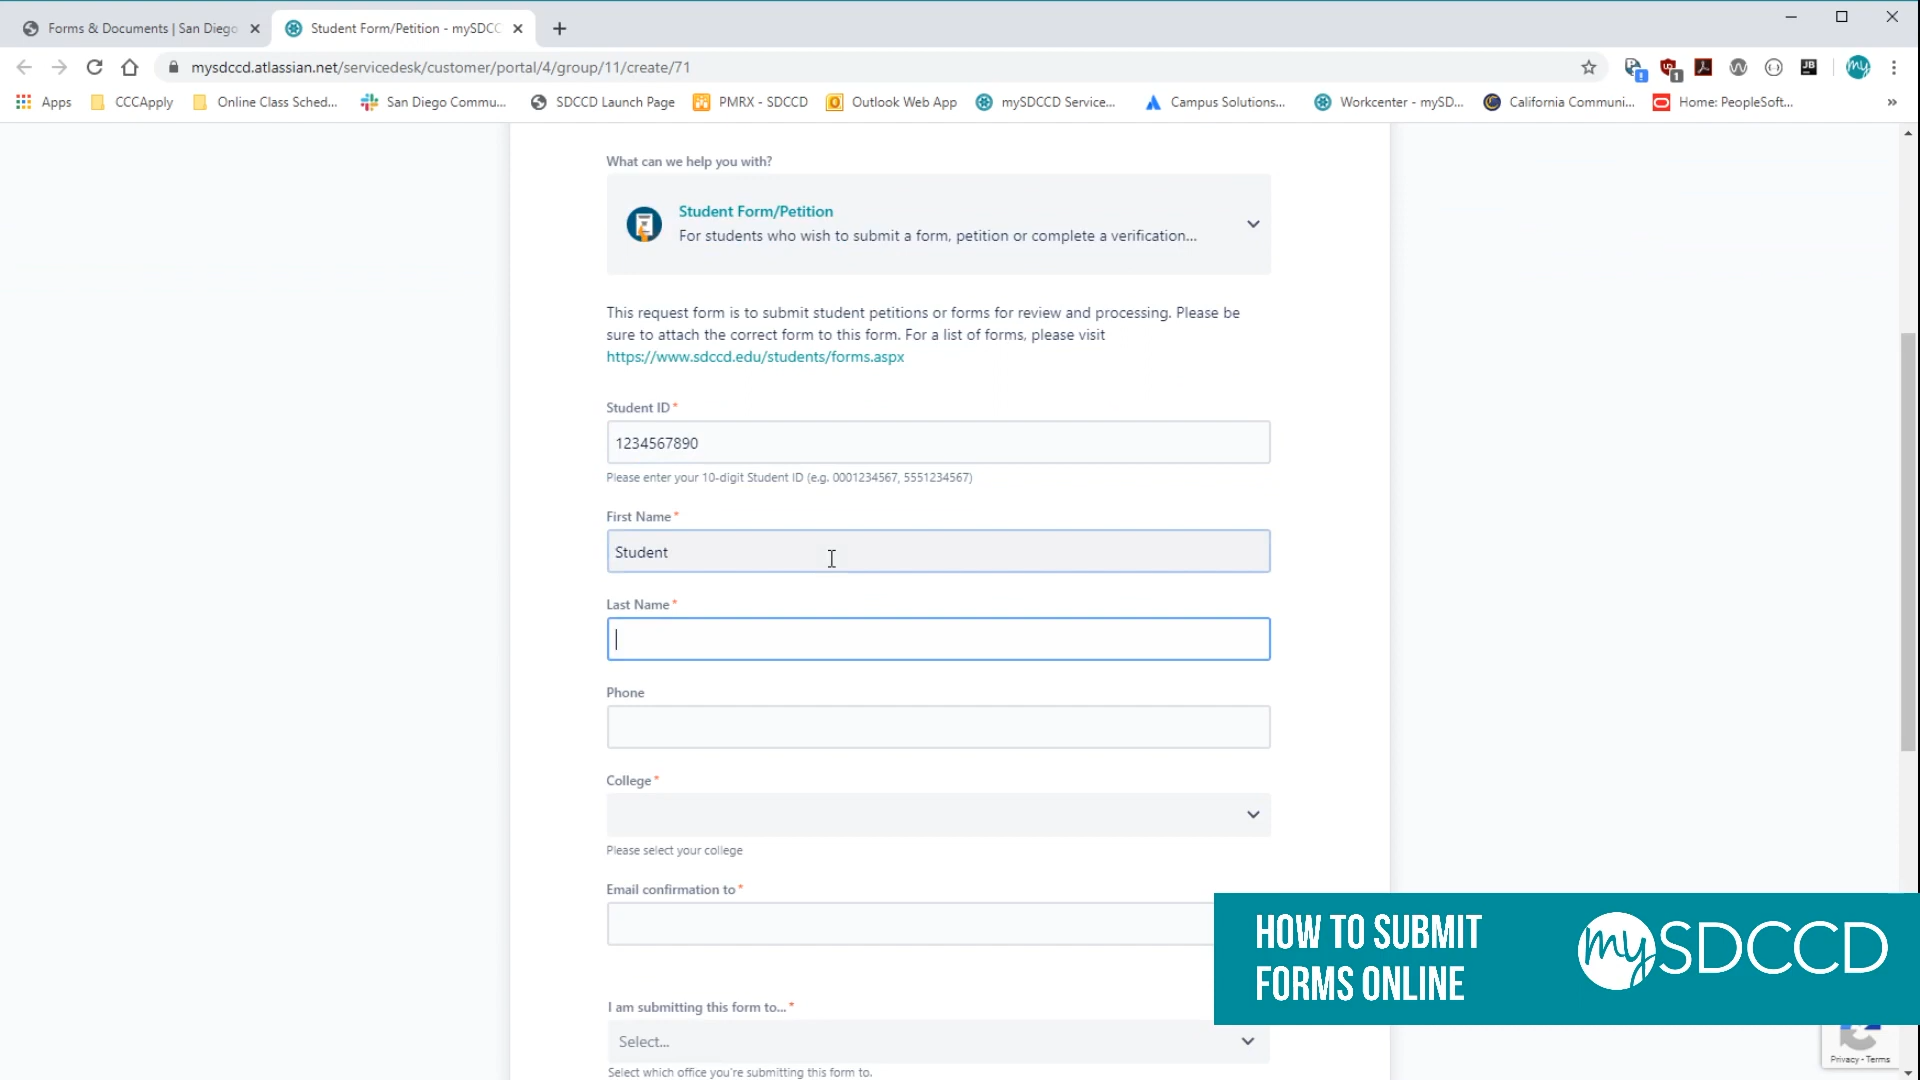 Forms & Documents | San Diego
Student Form/Petition - mySDCC
mysdccd.atlassian.net/servicedesk/customer/portal/4/group/11/create/71
my
Apps
CCCApply
Online Class Sched...
San Diego Commu...
SDCCD Launch Page
PMRX - SDCCD
Outlook Web App
mySDCCD Service...
Campus Solutions...
Workcenter - mySD...
California Communi...
Home: PeopleSoft...
What can we help you with?
Student Form/Petition
For students who wish to submit a form, petition or complete a verification...
This request form is to submit student petitions or forms for review and processing. Please be
sure to attach the correct form to this form. For a list of forms, please visit
https://www.sdccd.edu/students/forms.aspx
Student ID *
1234567890
Please enter your 10-digit Student ID (e.g. 0001234567, 5551234567)
First Name *
Student
Last Name *
Phone
College *
Please select your college
Email confirmation to *
HOW TO SUBMIT
FORMS ONLINE
mySDCCD
I am submitting this form to... *
Select...
Privacy - Terms
Select which office you're submitting this form to.